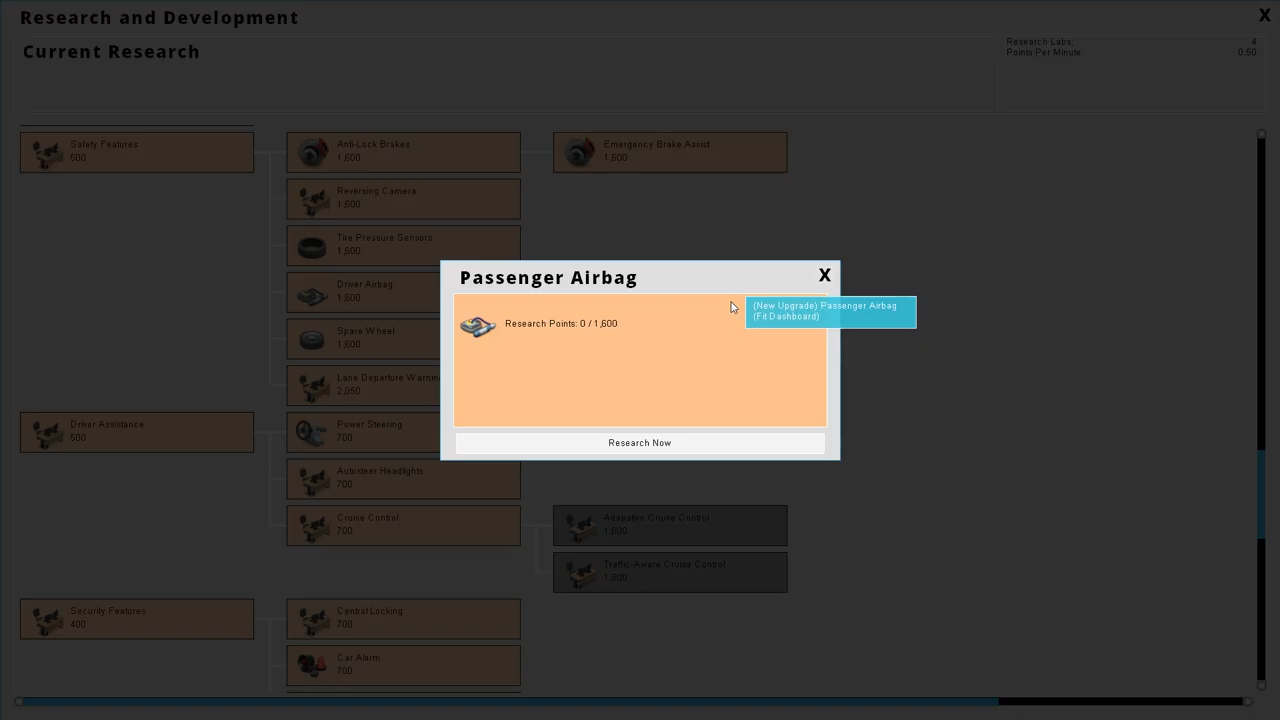 Research and Development
X
Current Research
Research Labs: 4
Points Per Minute 0.50
Safety Features
500
Anti-Lock Brakes
1,600
Emergency Brake Assist
1,600
Reversing Camera
1,600
Tire Pressure Sensors
1,600
Driver Airbag
1,600
Spare Wheel
1,600
Lane Departure Warnin
2,050
Driver Assistance
500
Power Steering
700
Autosteer Headlights
700
Cruise Control
700
Adaptive Cruise Control
1,600
Traffic-Aware Cruise Control
1,600
Security Features
400
Central Locking
700
Car Alarm
700
Passenger Airbag
X
Research Points: 0 / 1,600
(New Upgrade) Passenger Airbag
(Fit Dashboard)
Research Now